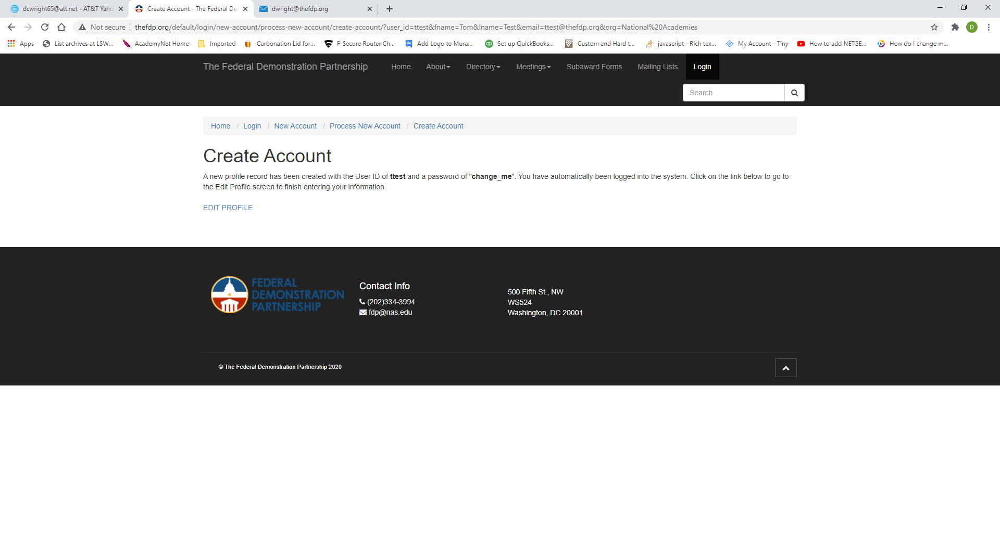 dcwright65@att.net - AT&T Yaho
Create Account - The Federal De
dwright@thefdp.org
Not secure
thefdp.org/default/login/new-account/process-new-account/create-account/?user_id=ttest&fname=Tom&lname=Test&email=ttest@thefdp.org&org=National%20Academies
D
Apps
List archives at LSW...
AcademyNet Home
Imported
Carbonation Lid for...
F-Secure Router Ch...
Add Logo to Mura...
Set up QuickBooks...
Custom and Hard t...
javascript - Rich tex...
My Account - Tiny
How to add NETGE...
How do I change m...
The Federal Demonstration Partnership
Home
About
Directory
Meetings
Subaward Forms
Mailing Lists
Login
Search
Home / Login / New Account / Process New Account / Create Account
Create Account
A new profile record has been created with the User ID of ttest and a password of "change_me". You have automatically been logged into the system. Click on the link below to go to
the Edit Profile screen to finish entering your information.
EDIT PROFILE
FEDERAL
DEMONSTRATION
PARTNERSHIP
Contact Info
(202)334-3994
fdp@nas.edu
500 Fifth St., NW
WS524
Washington, DC 20001
© The Federal Demonstration Partnership 2020